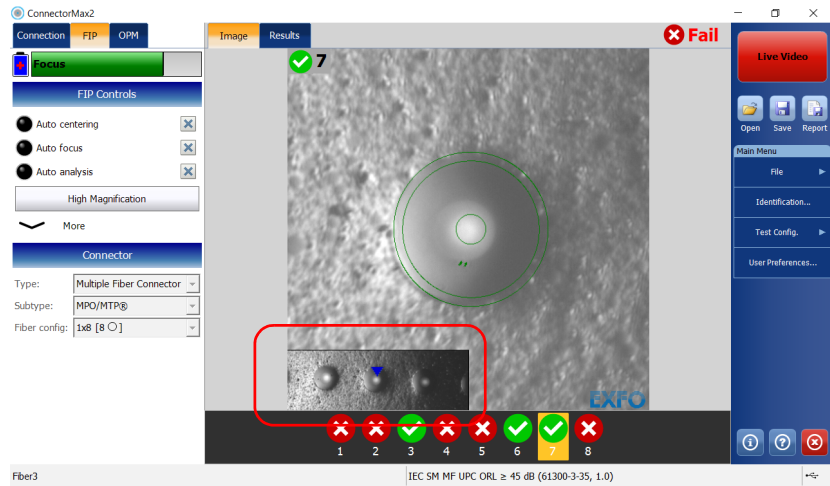 ConnectorMax2
Connection FIP OPM
Focus
FIP Controls
Auto centering
Auto focus
Auto analysis
High Magnification
More
Connector
Type: Multiple Fiber Connector
Subtype: MPO/MTP®
Fiber config: 1x8 [8 O]
Image Results
Fail
7
EXFO
1 2 3 4 5 6 7 8
Live Video
Open Save Report
Main Menu
File
Identification...
Test Config.
User Preferences...
Fiber3
IEC SM MF UPC ORL ≥ 45 dB (61300-3-35, 1.0)